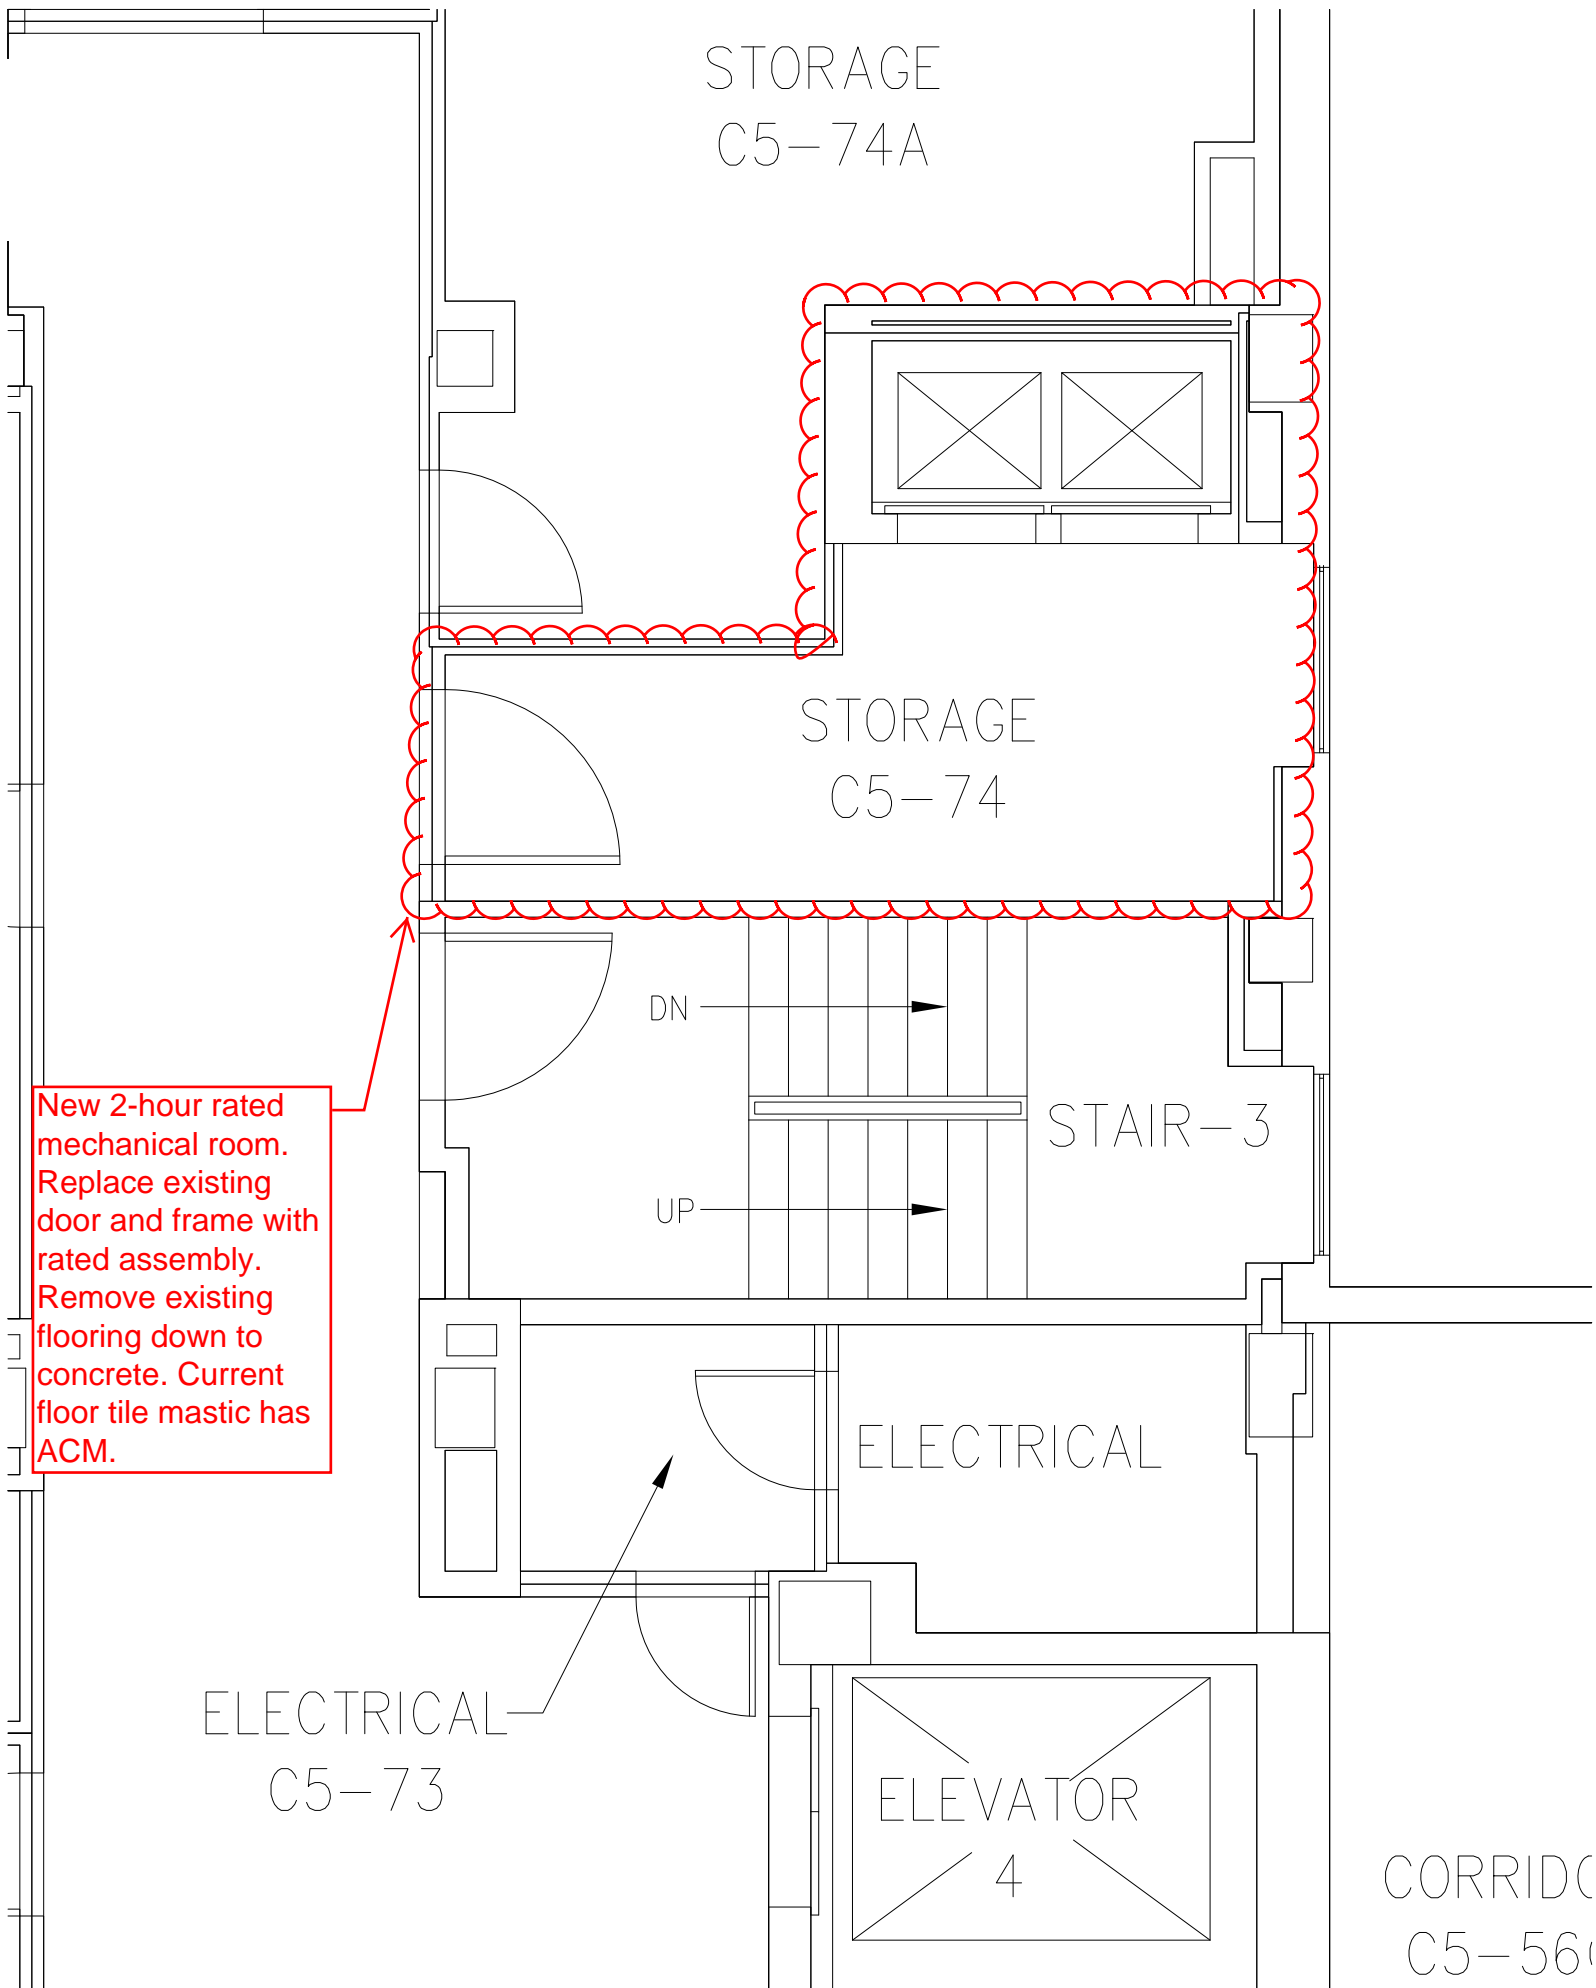 STORAGE
C5-74A
STORAGE
C5-74
DN
New 2-hour rated
mechanical room.
Replace existing
door and frame with
rated assembly.
Remove existing
flooring down to
concrete. Current
floor tile mastic has
ACM.
STAIR-3
UP
ELECTRICAL
ELECTRICAL
C5-73
ELEVATOR
4